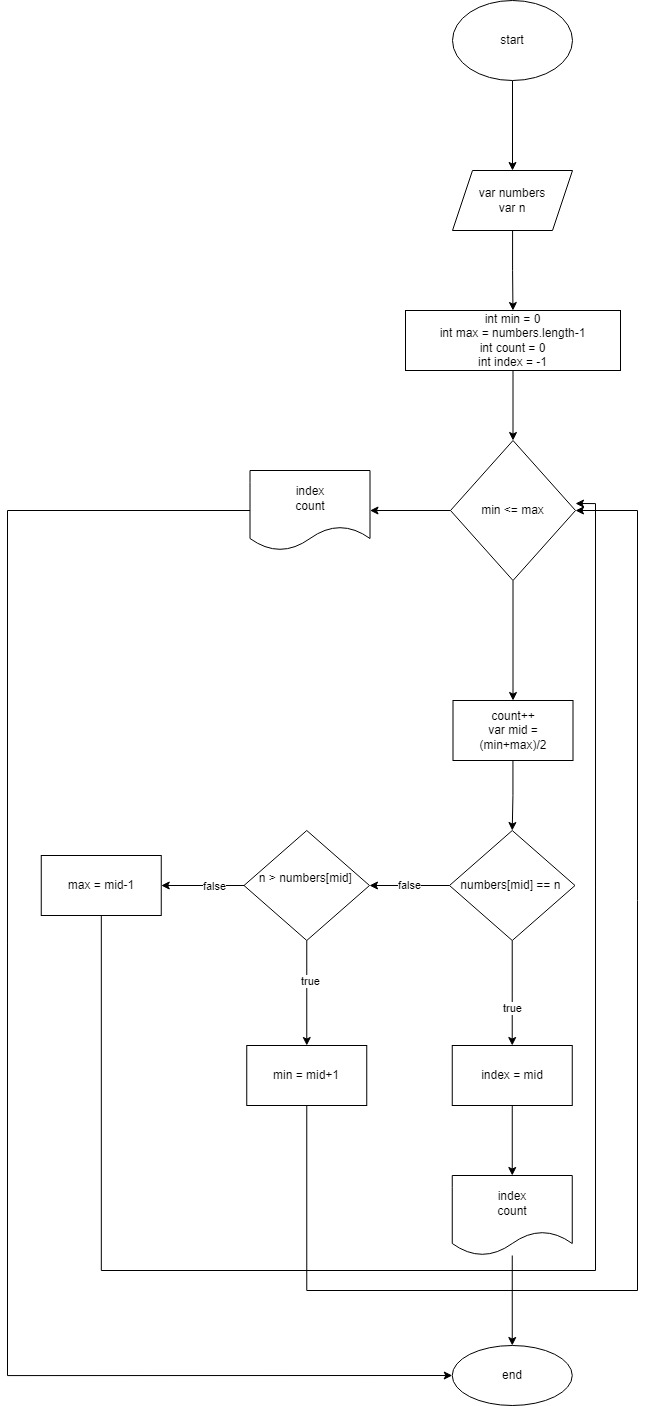 start
var numbers
var n
int min = 0
int max = numbers.length-1
int count = 0
int index = -1
min <= max
index
count
count++
var mid =
(min+max)/2
numbers[mid] == n
false
n > numbers[mid]
false
max = mid-1
true
true
min = mid+1
index = mid
index
count
end